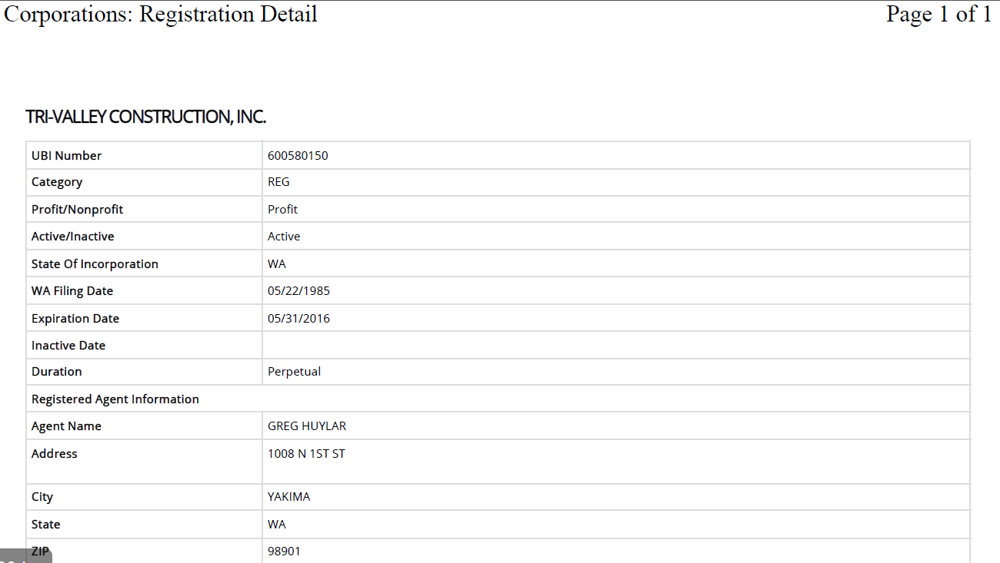 Corporations: Registration Detail Page 1 of 1
TRI-VALLEY CONSTRUCTION, INC.
UBI Number 600580150
Category REG
Profit/Nonprofit Profit
Active/Inactive Active
State Of Incorporation WA
WA Filing Date 05/22/1985
Expiration Date 05/31/2016
Inactive Date
Duration Perpetual
Registered Agent Information
Agent Name GREG HUYLAR
Address 1008 N 1ST ST
City YAKIMA
State WA
ZIP 98901